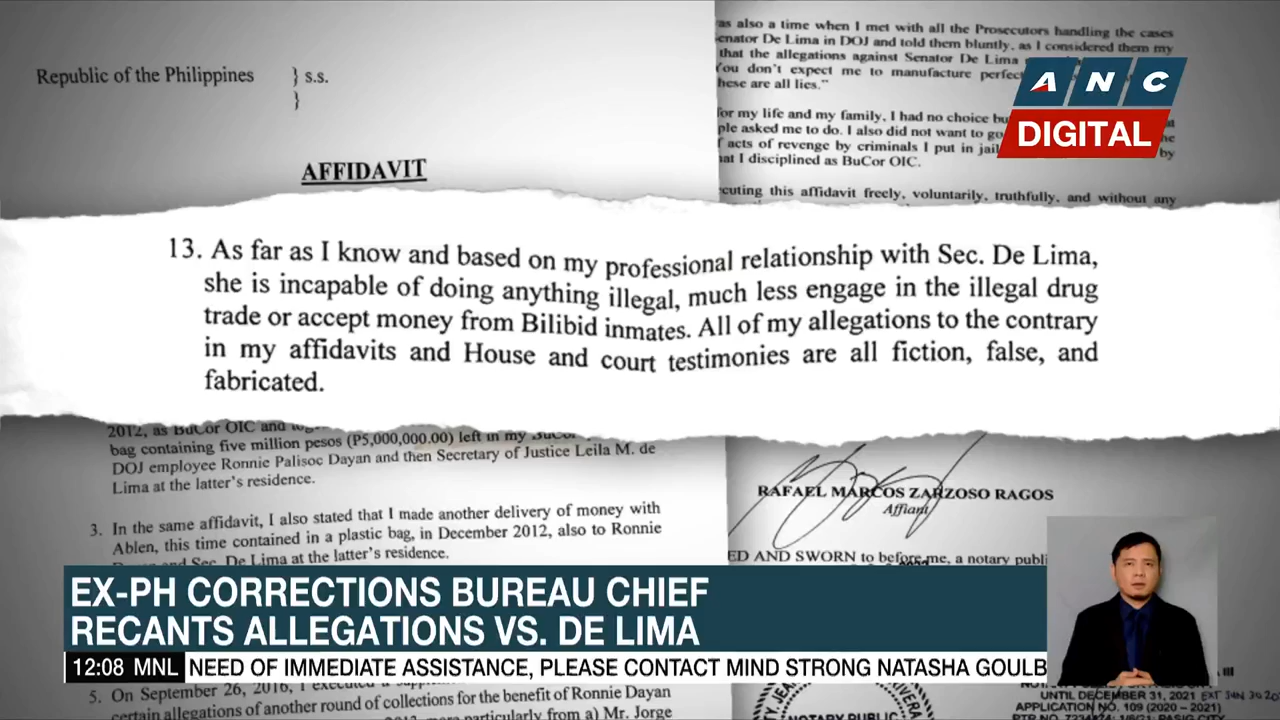 Republic of the Philippines } s.s.
}
AFFIDAVIT
as also a time when I met with all the Prosecutors handling the cases
Senator De Lima in DOJ and told them bluntly, as I considered them my
that the allegations against Senator De Lima
You don't expect me to manufacture perfec
these are all lies."
for my life and my family, I had no choice bu
ple asked me to do. I also did not want to go
f acts of revenge by criminals I put in jail by
hat I disciplined as BuCor OIC.
cuting this affidavit freely, voluntarily, truthfully, and without any
ANC
DIGITAL
13. As far as I know and based on my professional relationship with Sec. De Lima,
she is incapable of doing anything illegal, much less engage in the illegal drug
trade or accept money from Bilibid inmates. All of my allegations to the contrary
in my affidavits and House and court testimonies are all fiction, false, and
fabricated.
2012, as BuCor OIC and
bag containing five million pesos (P5,000,000.00) left in my
DOJ employee Ronnie Palisoc Dayan and then Secretary of Justice Leila M. de
Lima at the latter's residence.
3. In the same affidavit, I also stated that I made another delivery of money with
Ablen, this time contained in a plastic bag, in December 2012, also to Ronnie
Dayan and Sec. De Lima at the latter's residence.
RAFAEL MARCOS ZARZOSO RAGOS
Affiant
ED AND SWORN to before me, a notary publi
EX-PH CORRECTIONS BUREAU CHIEF
RECANTS ALLEGATIONS VS. DE LIMA
12:08 MNL NEED OF IMMEDIATE ASSISTANCE, PLEASE CONTACT MIND STRONG NATASHA GOULB
5. On September 26, 2016, I executed a
certain allegations of another round of collections for the benefit of Ronnie Dayan
more particularly from a) Mr. Jorge
NOTARY PUBLIC
UNTIL DECEMBER 31, 2021
APPLICATION NO. 109 (2020 – 2021)